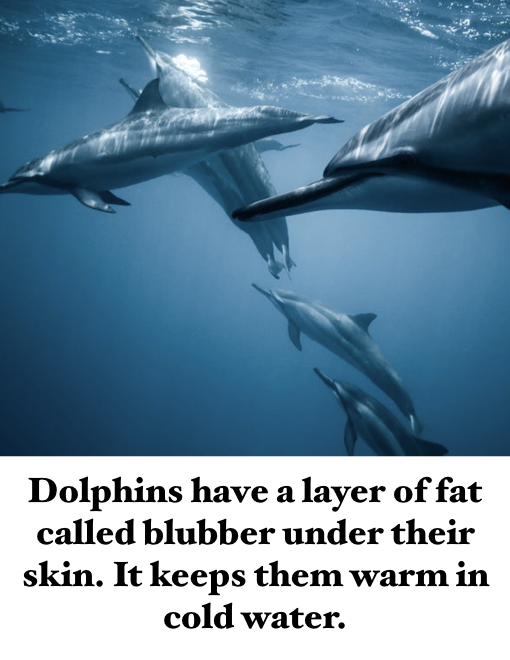 Dolphins have a layer of fat
called blubber under their
skin. It keeps them warm in
cold water.